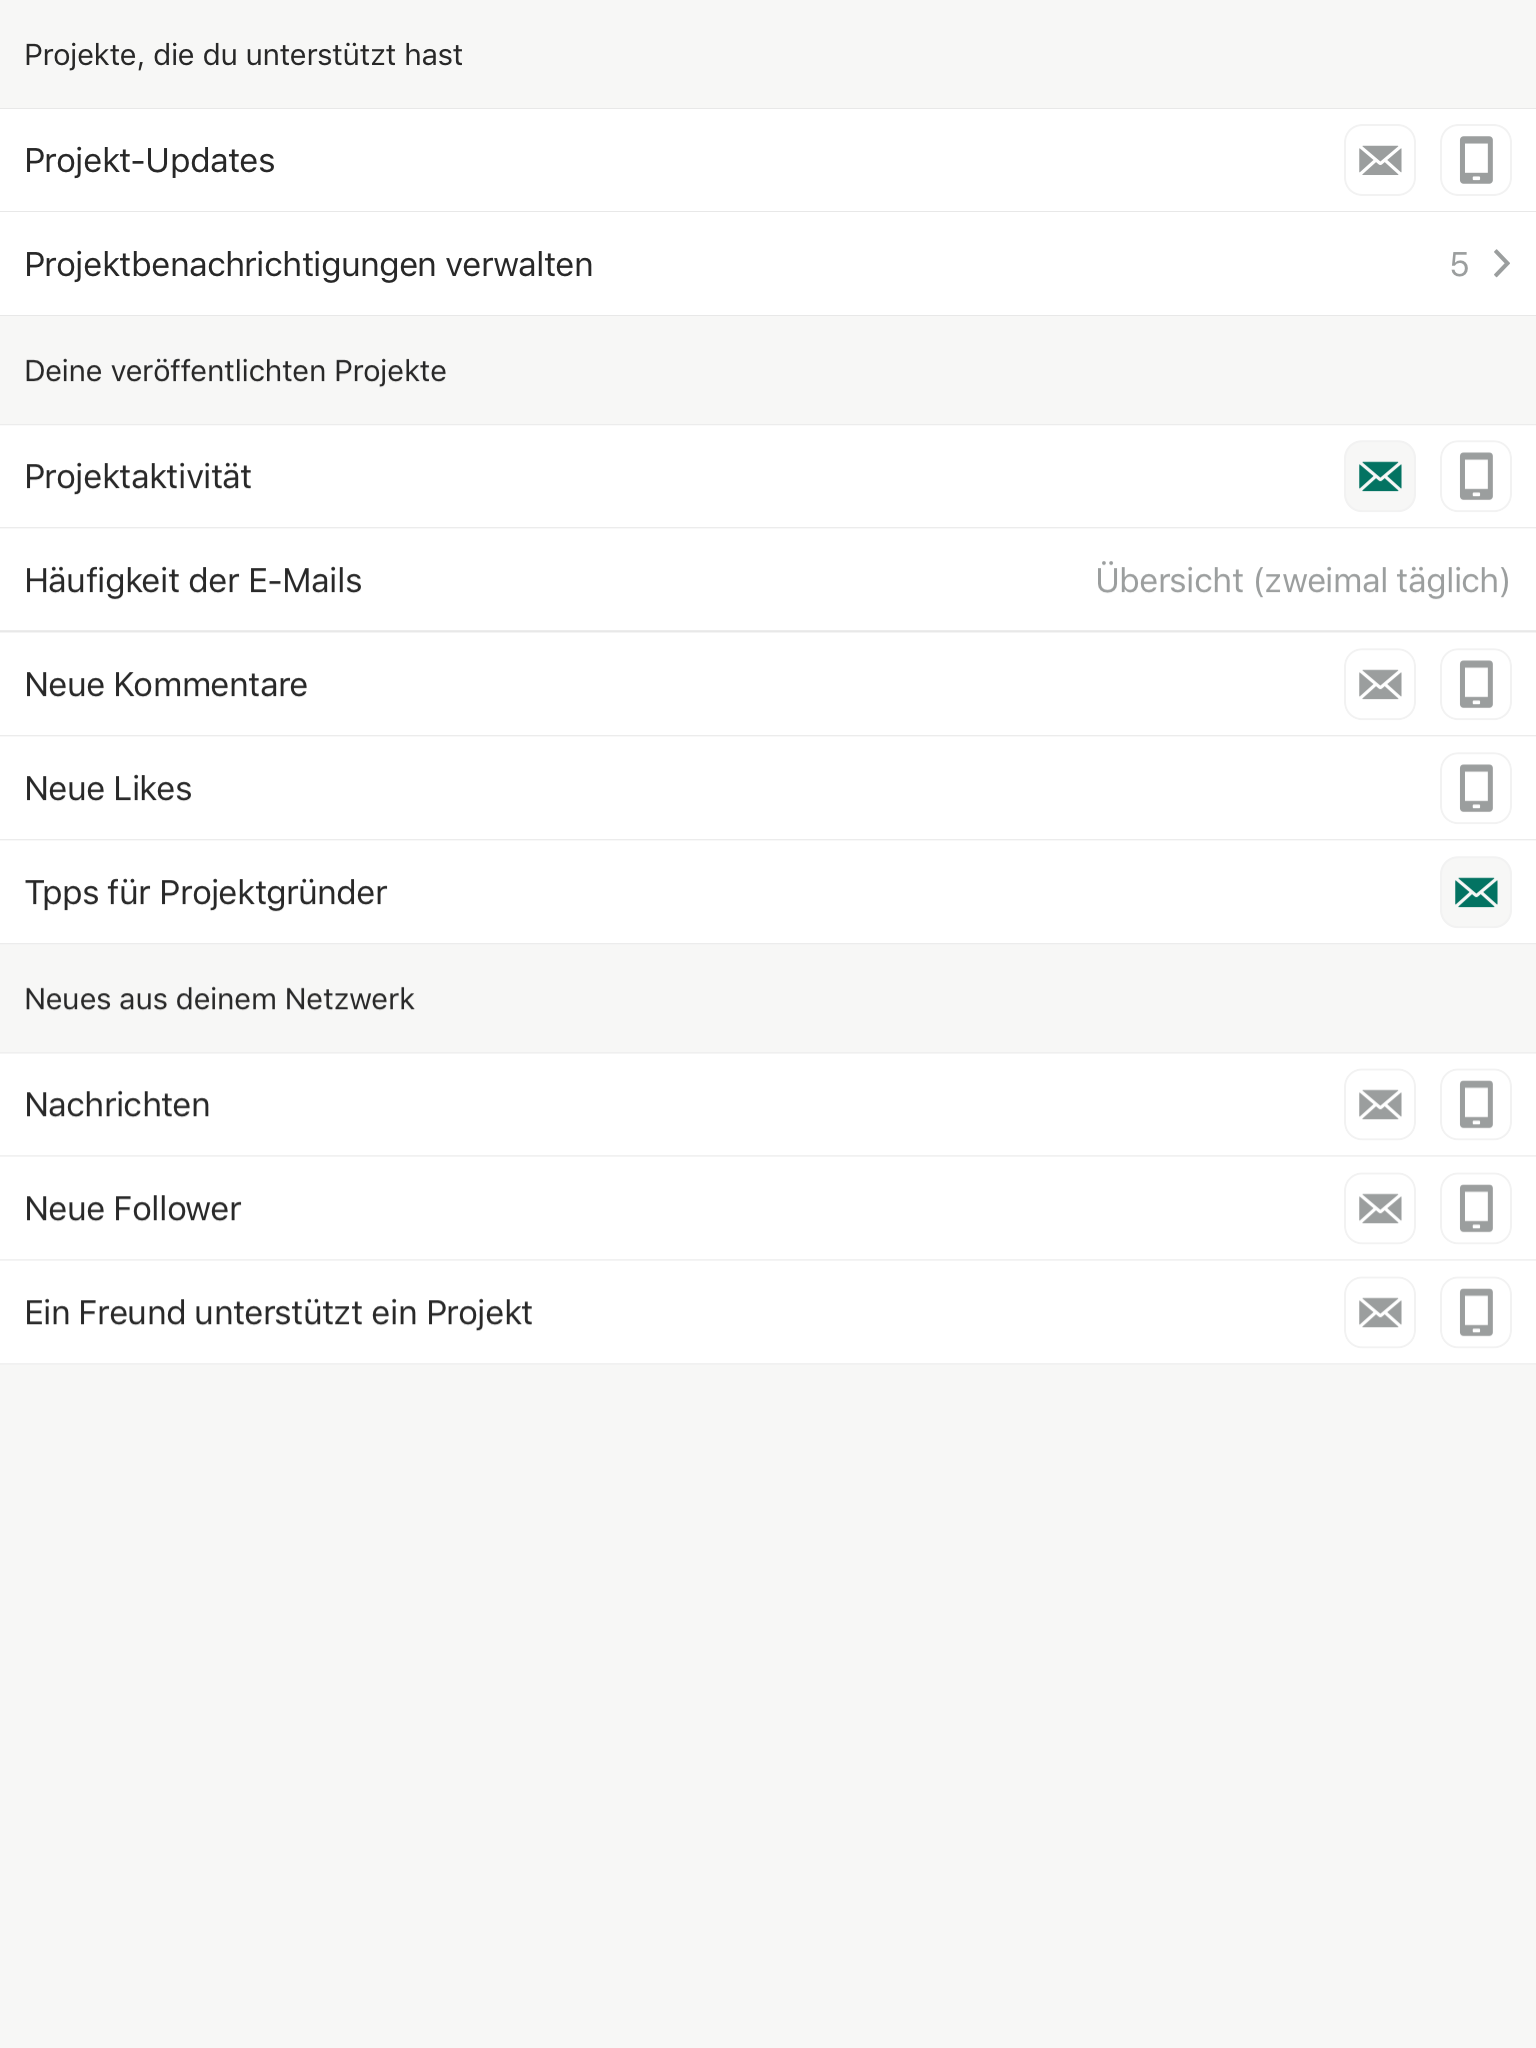 Projekte, die du unterstützt hast
Projekt-Updates
Projektbenachrichtigungen verwalten 5
Deine veröffentlichten Projekte
Projektaktivität
Häufigkeit der E-Mails Übersicht (zweimal täglich)
Neue Kommentare
Neue Likes
Tpps für Projektgründer
Neues aus deinem Netzwerk
Nachrichten
Neue Follower
Ein Freund unterstützt ein Projekt